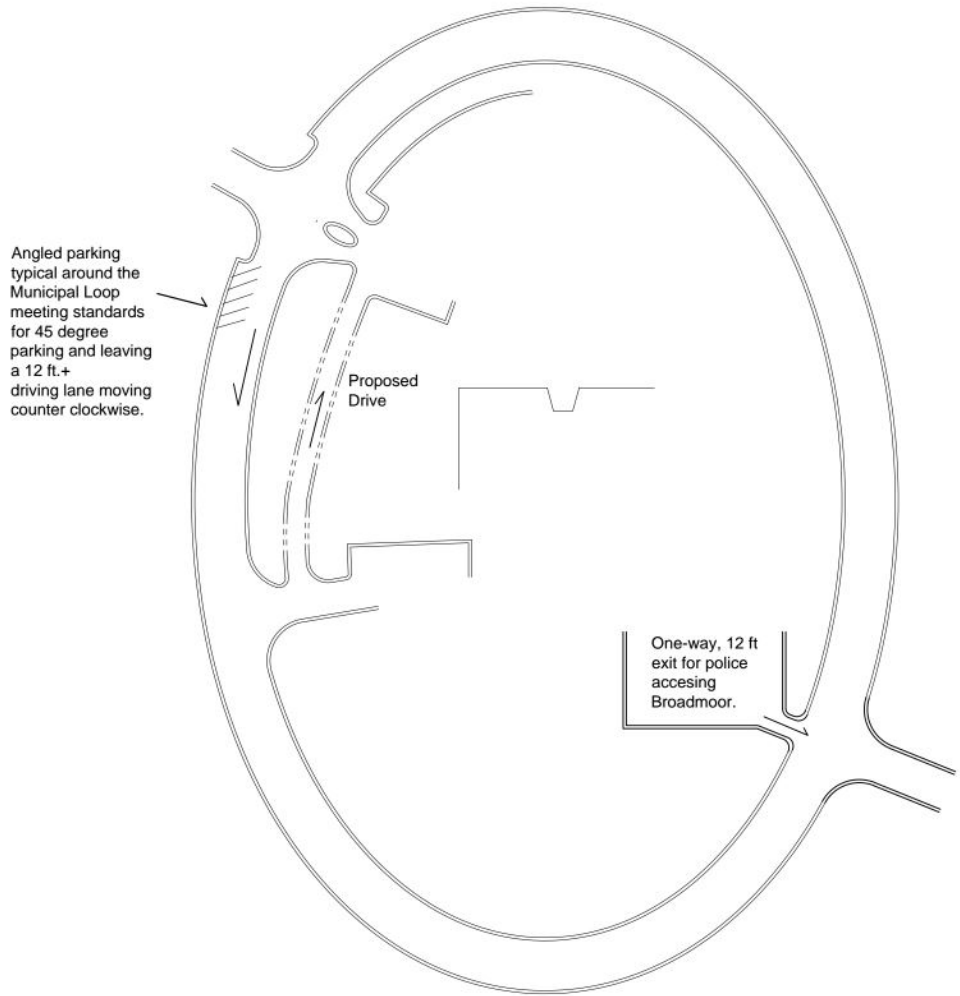 Angled parking
typical around the
Municipal Loop
meeting standards
for 45 degree
parking and leaving
a 12 ft.+
driving lane moving
counter clockwise.
Proposed
Drive
One-way, 12 ft
exit for police
accesing
Broadmoor.